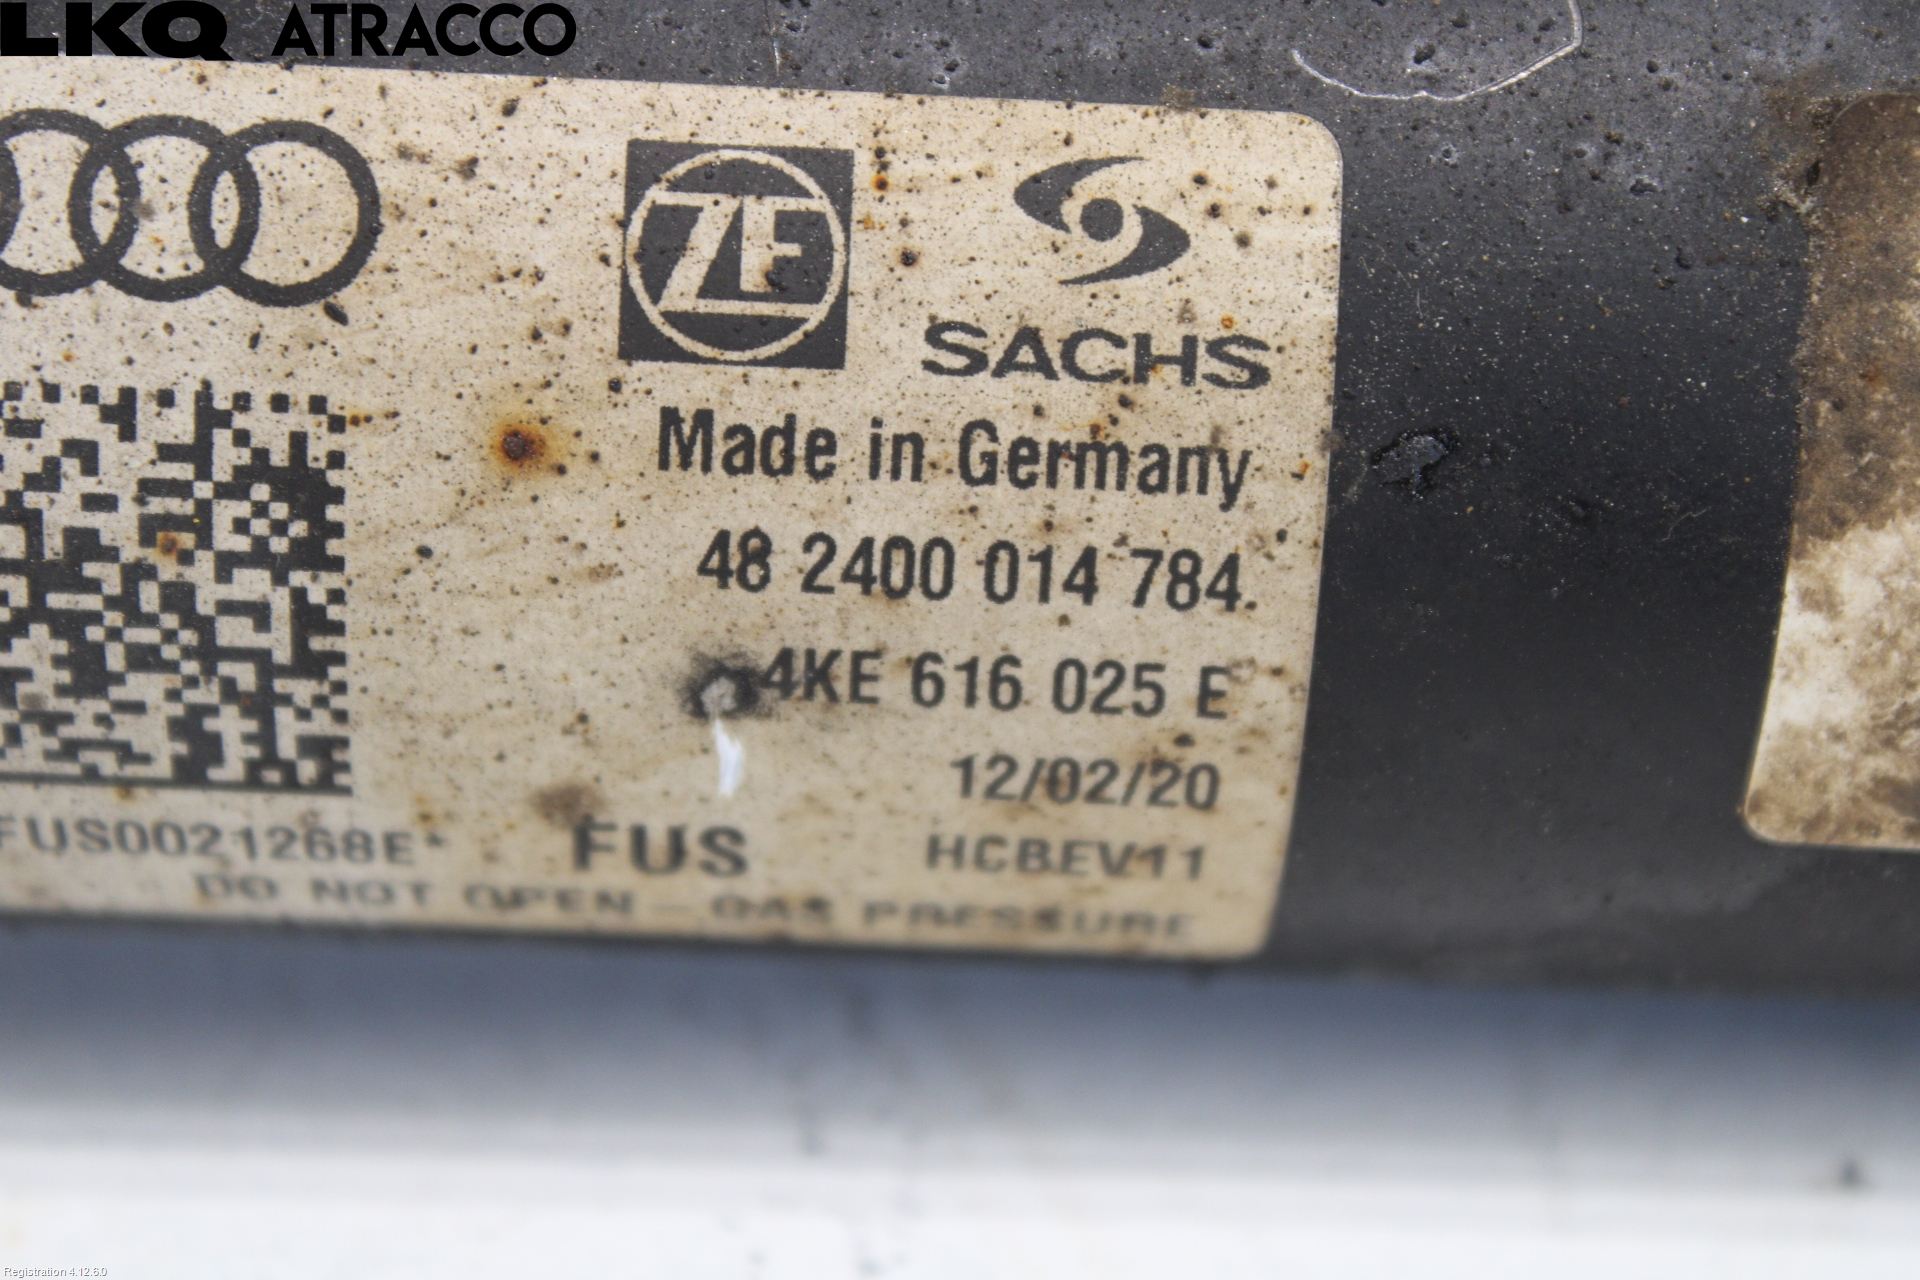 LKQ ATRACCO
ZF
SACHS
Made in Germany
48 2400 014 784
4KE 616 025 E
12/02/20
FUS0021268E*
FUS
HCBEV11
DO NOT OPEN - GAS PRESSURE
Registration 4.12.6.0